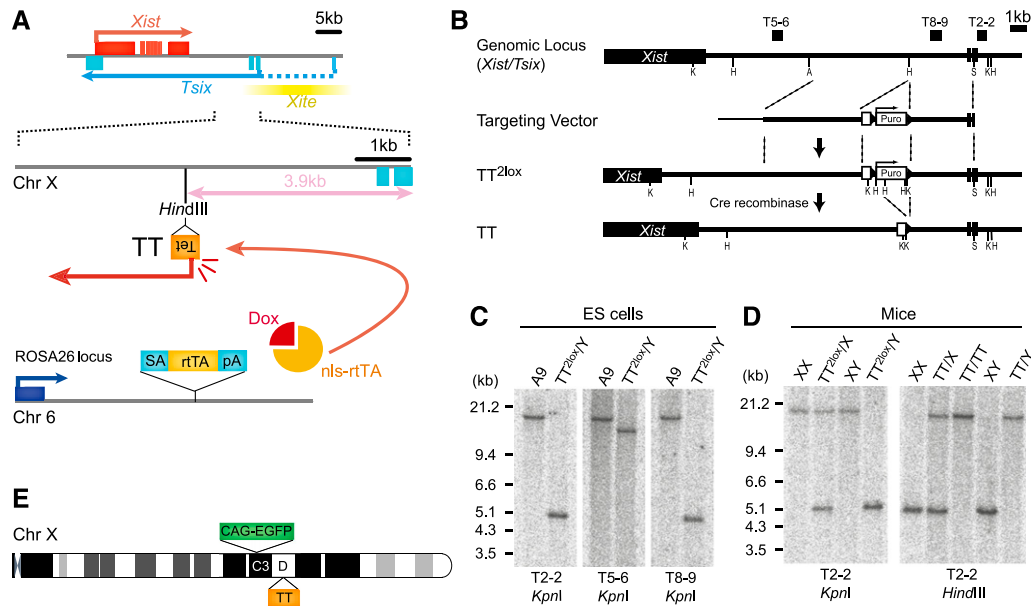 A
Xist
5kb
Tsix
Xite
1kb
Chr X
3.9kb
HindIII
TT
Tet
Dox
nls-rtTA
ROSA26 locus
SA rtTA pA
Chr 6
B
1kb
T5-6 T8-9 T2-2
Genomic Locus
(Xist/Tsix)
Xist
K H A H S KH
Targeting Vector
Puro
TT2lox
Xist
Puro
K H K H H HK S KH
Cre recombinase
TT
Xist
K H KK S KH
C
ES cells
A9 TT2lox/Y A9 TT2lox/Y A9 TT2lox/Y
(kb)
21.2
9.4
6.6
5.1
4.3
3.5
T2-2 T5-6 T8-9
KpnI KpnI KpnI
D
Mice
XX TT2lox/X XY TT2lox/Y XX TT/X TT/TT XY TT/Y
(kb)
21.2
9.4
6.6
5.1
4.3
3.5
T2-2 T2-2
KpnI HindIII
E
Chr X
CAG-EGFP
C3 D
TT